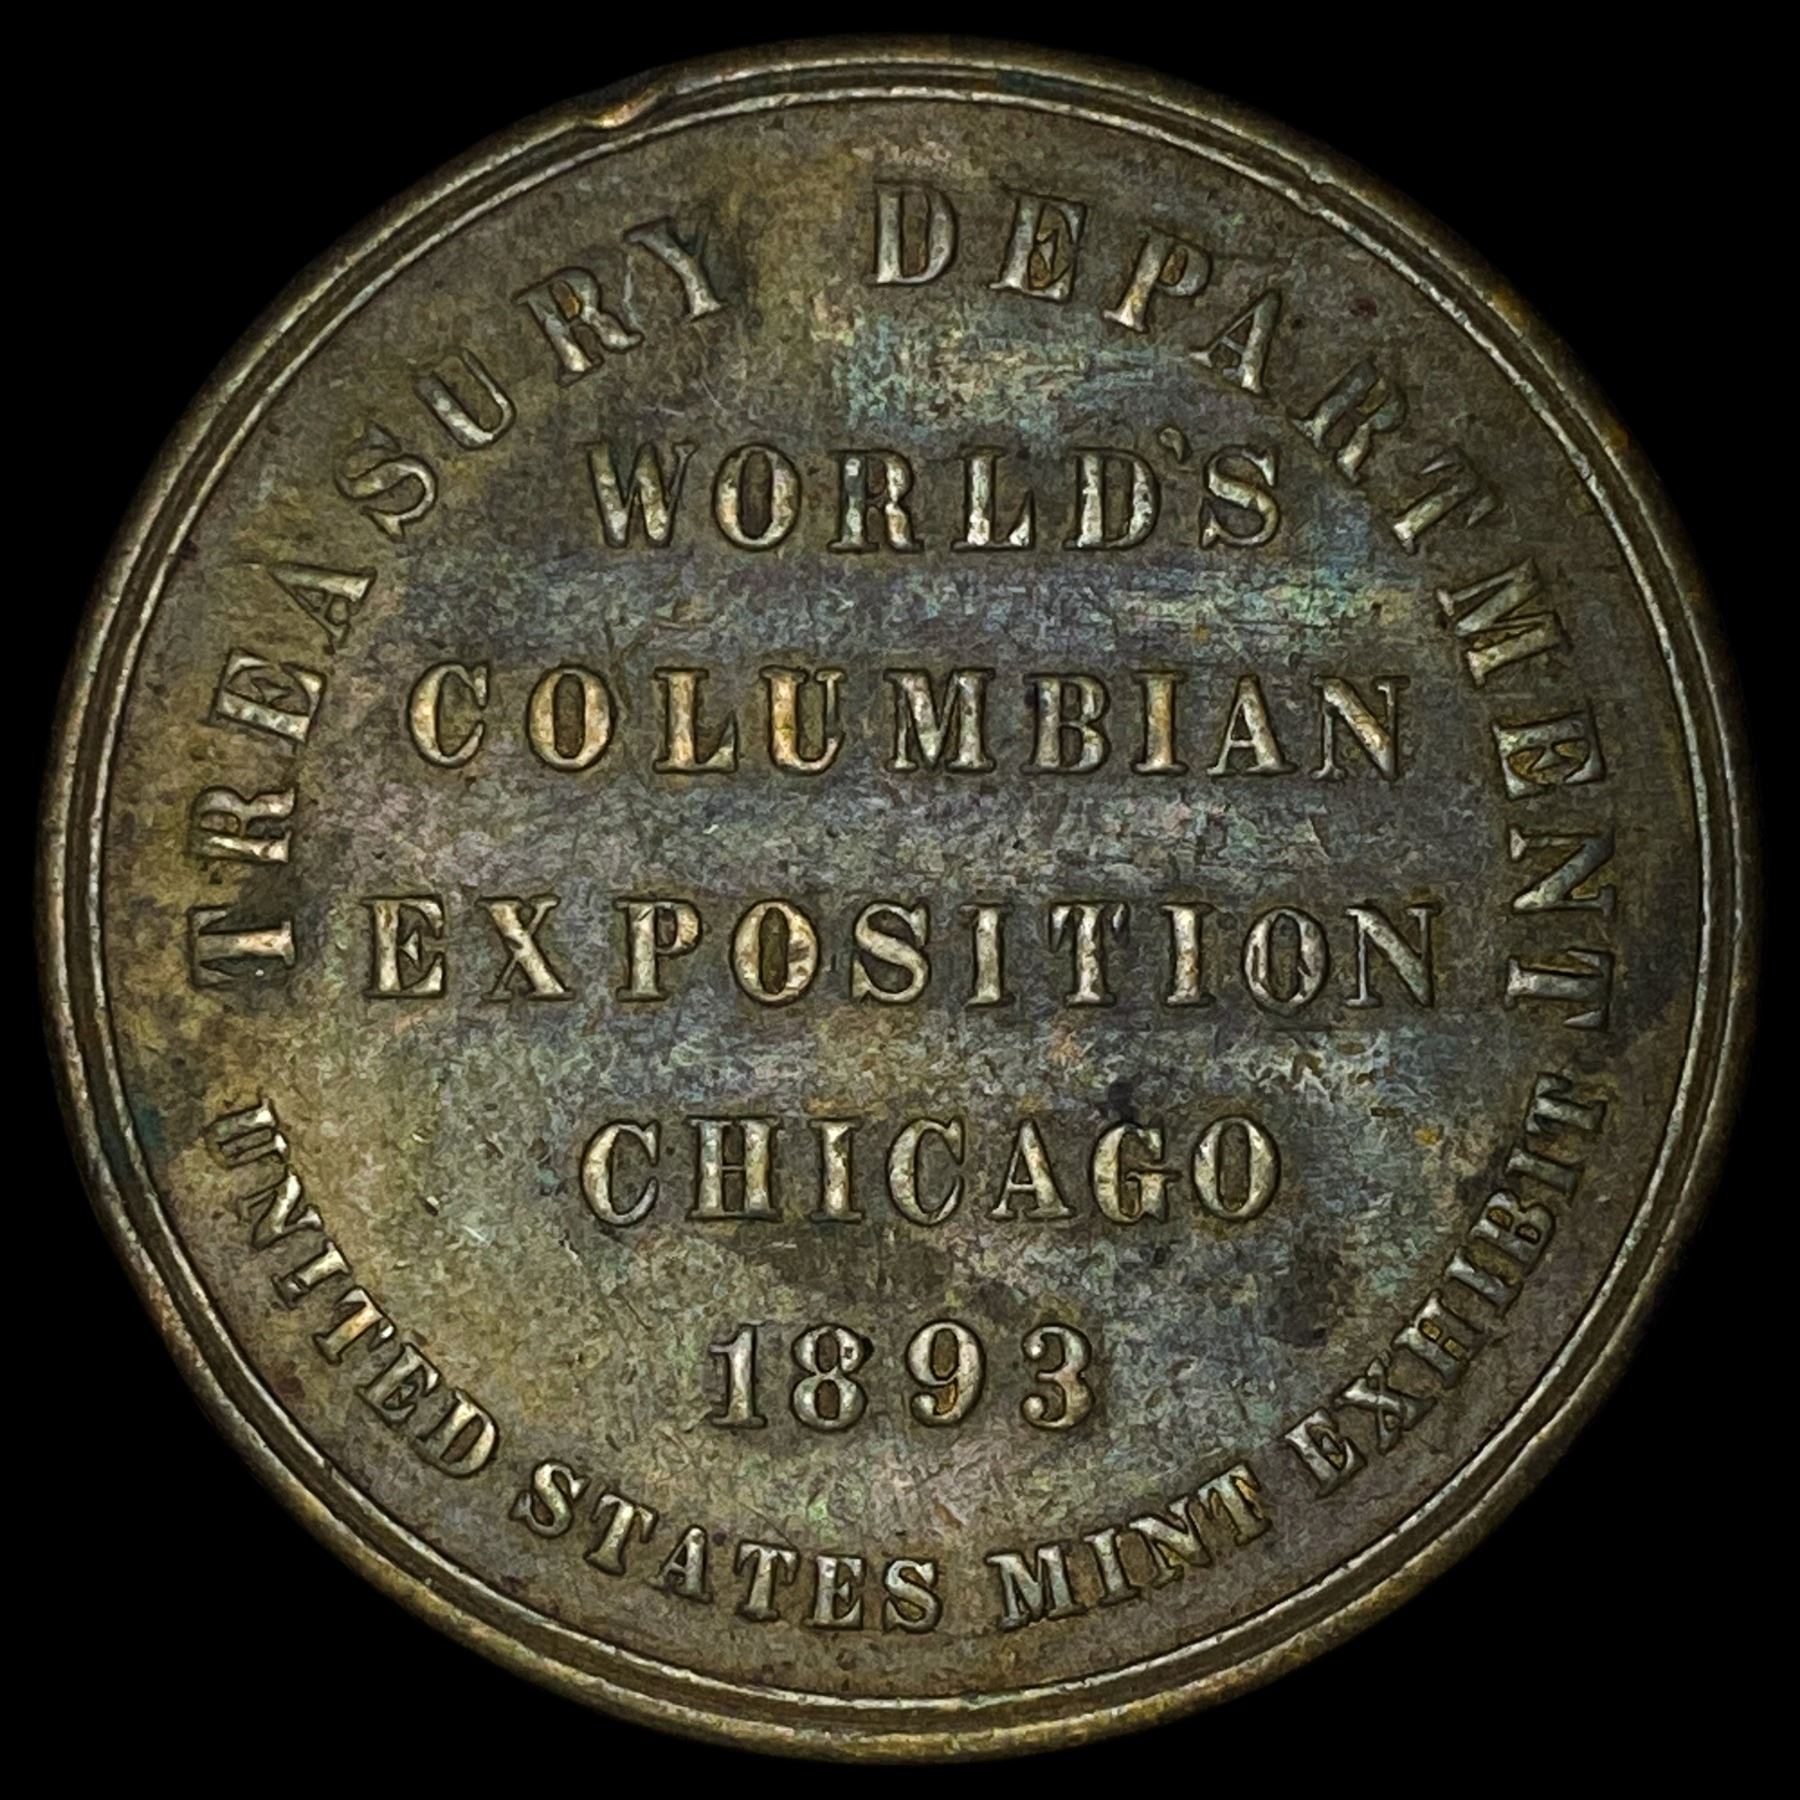 TREASURY DEPARTMENT
WORLD'S
COLUMBIAN
EXPOSITION
CHICAGO
1893
UNITED STATES MINT EXHIBIT